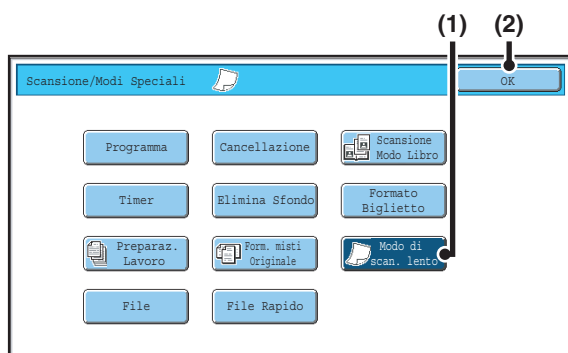 (1) (2)
Scansione/Modi Speciali OK
Programma Cancellazione Scansione
Modo Libro
Timer Elimina Sfondo Formato
Biglietto
Preparaz.
Lavoro Form. misti
Originale Modo di
scan. lento
File File Rapido